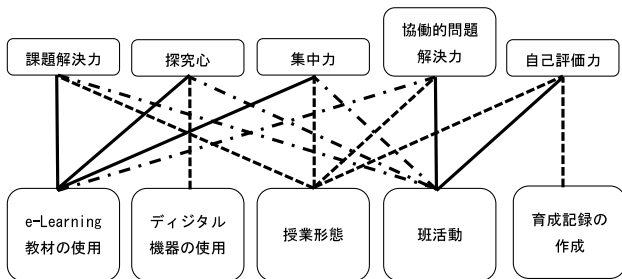 課題解決力
探究心
集中力
協働的問題
解決力
自己評価力
e-Learning
教材の使用
ディジタル
機器の使用
授業形態
班活動
育成記録の
作成